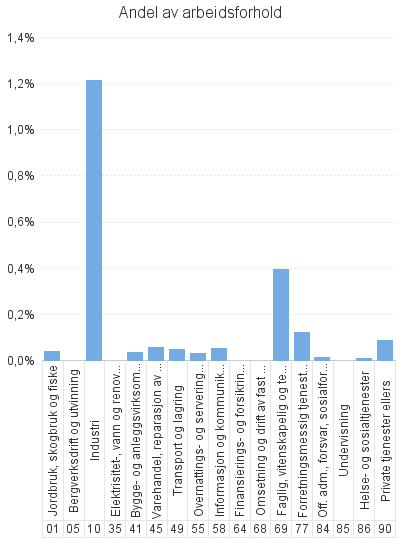 Andel av arbeidsforhold
1,4%
1,2%
1,0%
0,8%
0,6%
0,4%
0,2%
0,0%
Jordbruk, skogbruk og fiske
Bergverksdrift og utvinning
Industri
Elektrisitet-, vann og renov...
Bygge- og anleggsvirksom...
Varehandel, reparasjon av ...
Transport og lagring
Overnattings- og servering...
Informasjon og kommunik...
Finansierings- og forsikrin...
Omsetning og drift av fast ...
Faglig, vitenskapelig og te...
Forretningsmessig tjenest...
Off. adm., forsvar, sosialfor...
Undervisning
Helse- og sosialtjenester
Private tjenester ellers
01 05 10 35 41 45 49 55 58 64 68 69 77 84 85 86 90